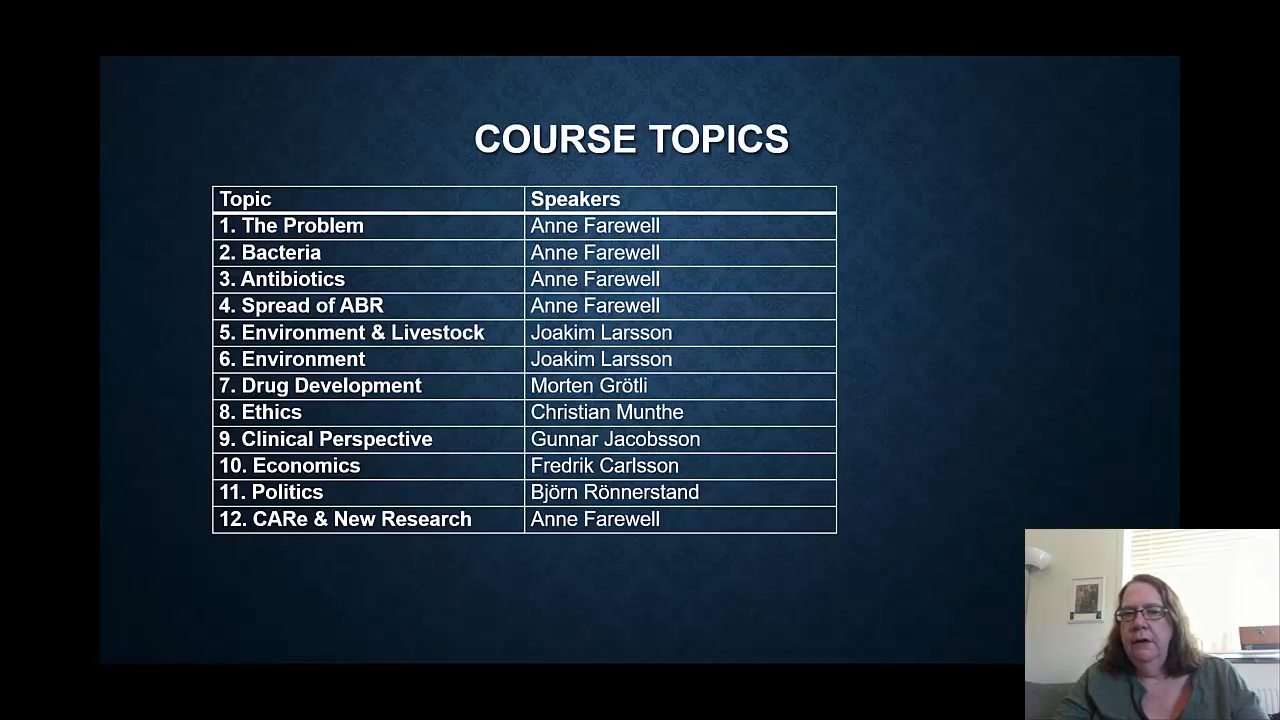 COURSE TOPICS
Topic Speakers
1. The Problem Anne Farewell
2. Bacteria Anne Farewell
3. Antibiotics Anne Farewell
4. Spread of ABR Anne Farewell
5. Environment & Livestock Joakim Larsson
6. Environment Joakim Larsson
7. Drug Development Morten Grötli
8. Ethics Christian Munthe
9. Clinical Perspective Gunnar Jacobsson
10. Economics Fredrik Carlsson
11. Politics Björn Rönnerstand
12. CARe & New Research Anne Farewell